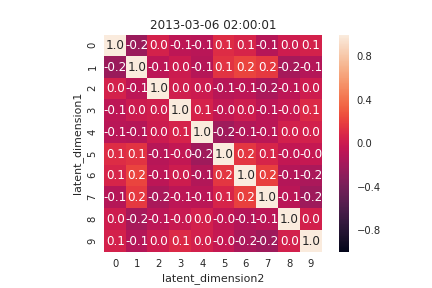 2013-03-06 02:00:01
0 1.0 -0.2 0.0 -0.1 -0.1 0.1 0.1 -0.1 0.0 0.1
1 -0.2 1.0 -0.1 0.0 -0.1 0.1 0.2 0.2 -0.2 -0.1
2 0.0 -0.1 1.0 0.0 0.0 -0.1 -0.1 -0.2 -0.1 0.0
3 -0.1 0.0 0.0 1.0 0.1 -0.0 -0.0 -0.1 -0.0 0.1
4 -0.1 -0.1 0.0 0.1 1.0 -0.2 -0.1 -0.1 0.0 0.0
5 0.1 0.1 -0.1 -0.0 -0.2 1.0 0.2 0.1 -0.0 -0.0
6 0.1 0.2 -0.1 -0.0 -0.1 0.2 1.0 0.2 -0.1 -0.2
7 -0.1 0.2 -0.2 -0.1 -0.1 0.1 0.2 1.0 -0.1 -0.2
8 0.0 -0.2 -0.1 -0.0 0.0 -0.0 -0.1 -0.1 1.0 0.0
9 0.1 -0.1 0.0 0.1 0.0 -0.0 -0.2 -0.2 0.0 1.0
0 1 2 3 4 5 6 7 8 9
latent_dimension2
latent_dimension1
0.8
0.4
0.0
-0.4
-0.8